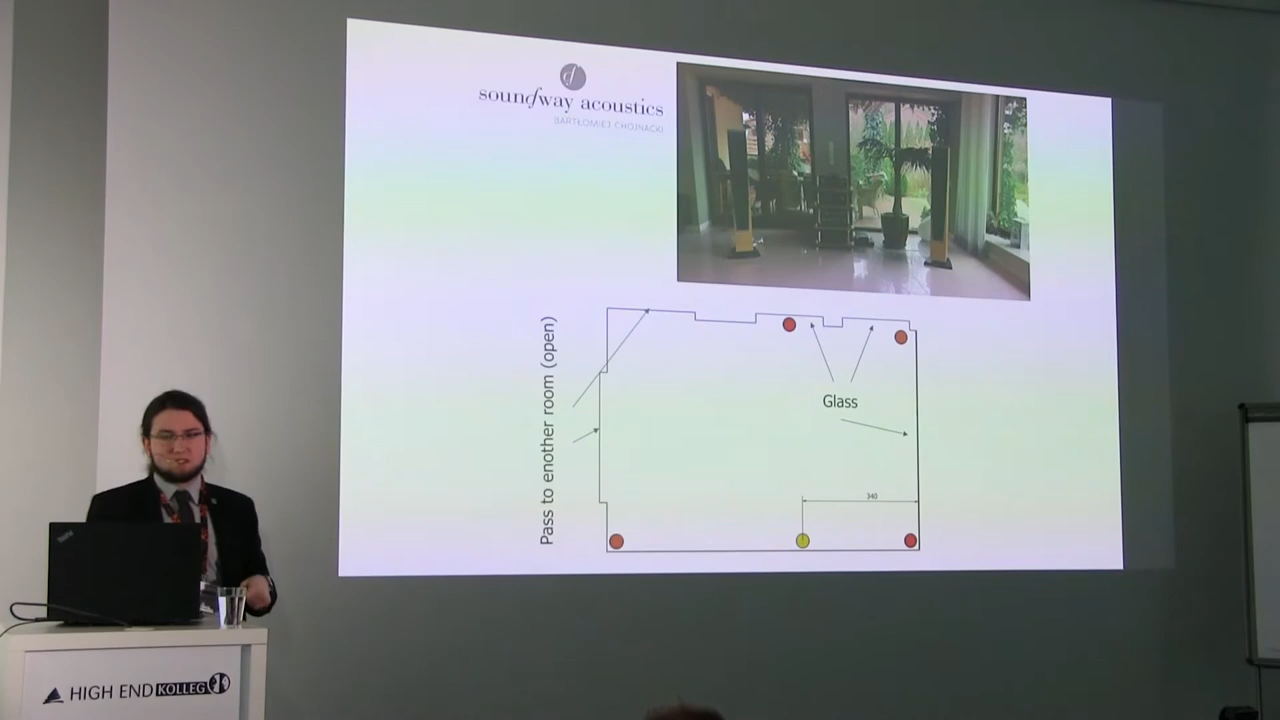 soundway acoustics
BARTŁOMIEJ CHOJNACKI
Pass to enother room (open)
Glass
340
HIGH END KOLLEG